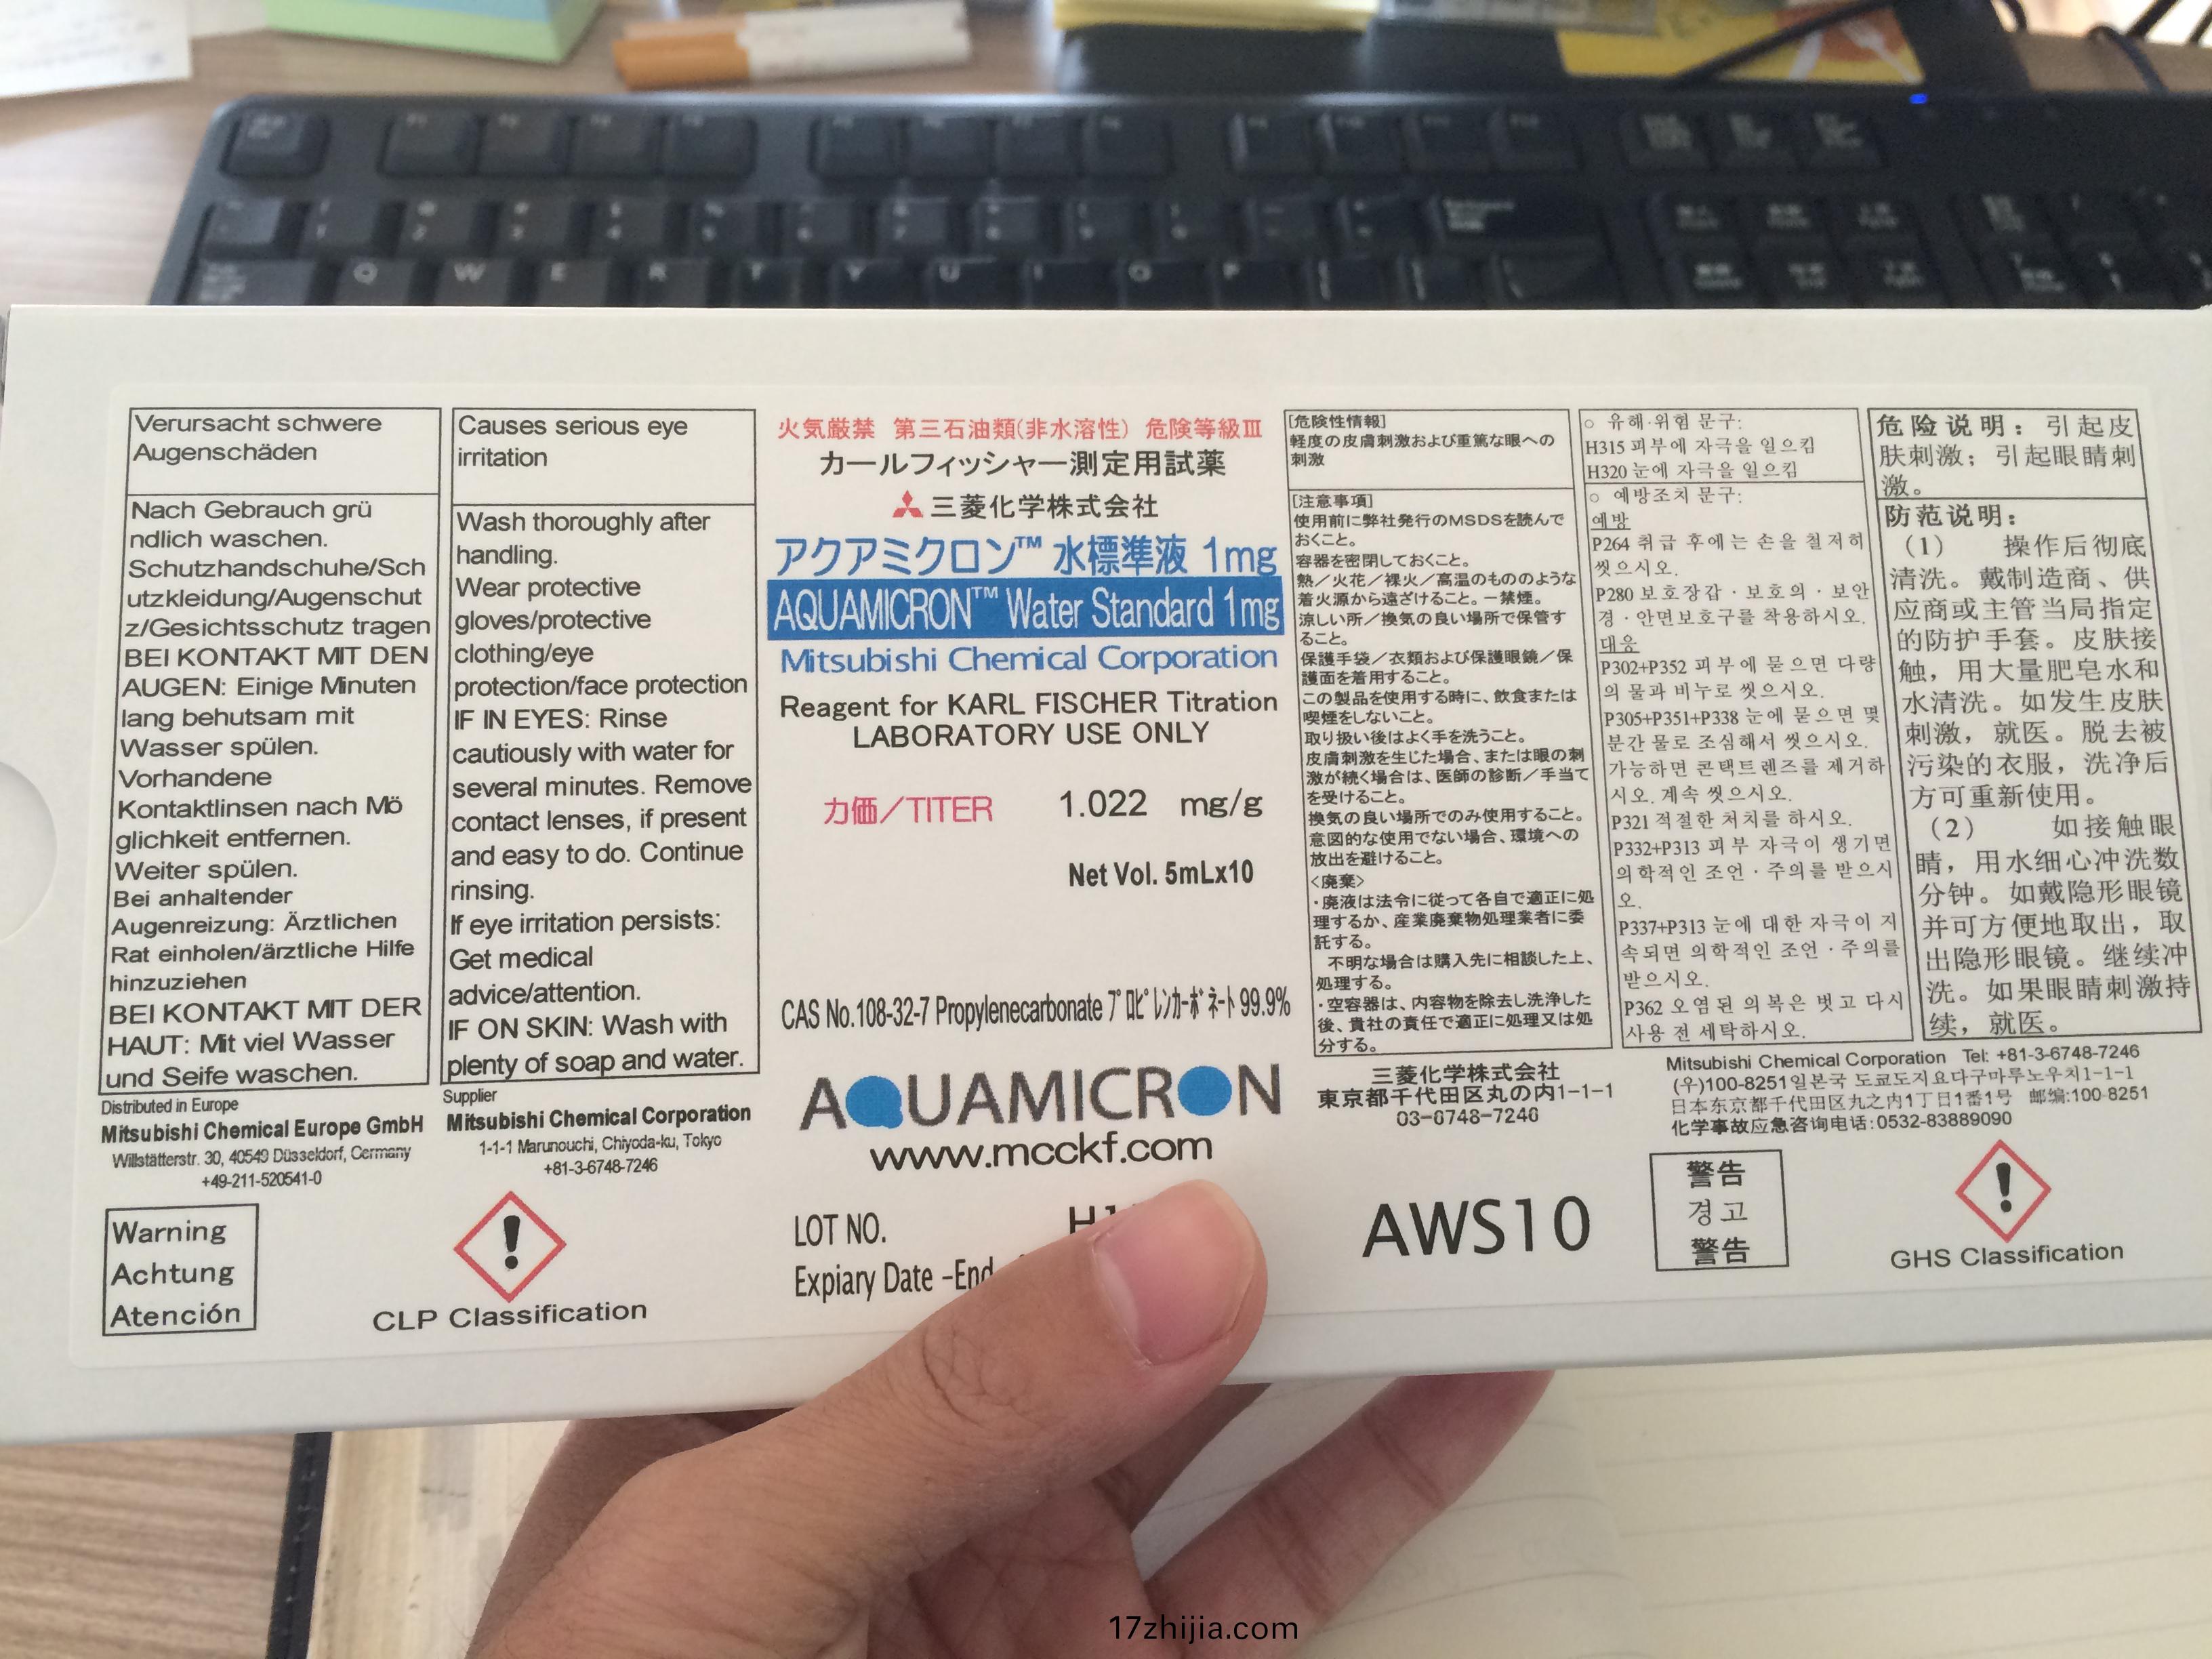 Q W E R T Y U I O P
Verursacht schwere
Augenschäden
Nach Gebrauch grü
ndlich waschen.
Schutzhandschuhe/Sch
utzkleidung/Augenschut
z/Gesichtsschutz tragen
BEI KONTAKT MIT DEN
AUGEN: Einige Minuten
lang behutsam mit
Wasser spülen.
Vorhandene
Kontaktlinsen nach Mö
glichkeit entfernen.
Weiter spülen.
Bei anhaltender
Augenreizung: Ärztlichen
Rat einholen/ärztliche Hilfe
hinzuziehen
BEI KONTAKT MIT DER
HAUT: Mit viel Wasser
und Seife waschen.
Distributed in Europe
Mitsubishi Chemical Europe GmbH
Willstätterstr. 30, 40549 Düsseldorf, Germany
+49-211-520541-0
Warning
Achtung
Atención
Causes serious eye
irritation
Wash thoroughly after
handling.
Wear protective
gloves/protective
clothing/eye
protection/face protection
IF IN EYES: Rinse
cautiously with water for
several minutes. Remove
contact lenses, if present
and easy to do. Continue
rinsing.
If eye irritation persists:
Get medical
advice/attention.
IF ON SKIN: Wash with
plenty of soap and water.
Supplier
Mitsubishi Chemical Corporation
1-1-1 Marunouchi, Chiyoda-ku, Tokyo
+81-3-6748-7246
CLP Classification
火気厳禁 第三石油類(非水溶性) 危険等級Ⅲ
カールフィッシャー測定用試薬
三菱化学株式会社
アクアミクロン™ 水標準液 1mg
AQUAMICRON™ Water Standard 1mg
Mitsubishi Chemical Corporation
Reagent for KARL FISCHER Titration
LABORATORY USE ONLY
力価/TITER 1.022 mg/g
Net Vol. 5mLx10
CAS No.108-32-7 Propylenecarbonate プロピレンカーボネート 99.9%
AQUAMICRON
www.mcckf.com
LOT NO.
Expiary Date -End
[危険性情報]
軽度の皮膚刺激および重篤な眼への
刺激
[注意事項]
使用前に弊社発行のMSDSを読んで
おくこと。
容器を密閉しておくこと。
熱/火花/裸火/高温のもののような
着火源から遠ざけること。－禁煙。
涼しい所/換気の良い場所で保管す
ること。
保護手袋/衣類および保護眼鏡/保
護面を着用すること。
この製品を使用する時に、飲食または
喫煙をしないこと。
取り扱い後はよく手を洗うこと。
皮膚刺激を生じた場合、または眼の刺
激が続く場合は、医師の診断/手当て
を受けること。
換気の良い場所でのみ使用すること。
意図的な使用でない場合、環境への
放出を避けること。
<廃棄>
・廃液は法令に従って各自で適正に処
理するか、産業廃棄物処理業者に委
託する。
不明な場合は購入先に相談した上、
処理する。
・空容器は、内容物を除去し洗浄した
後、貴社の責任で適正に処理又は処
分する。
三菱化学株式会社
東京都千代田区丸の内1-1-1
03-6748-7246
AWS10
○ 유해·위험 문구:
H315 피부에 자극을 일으킴
H320 눈에 자극을 일으킴
○ 예방조치 문구:
예방
P264 취급 후에는 손을 철저히
씻으시오.
P280 보호장갑·보호의·보안
경·안면보호구를 착용하시오.
대응
P302+P352 피부에 묻으면 다량
의 물과 비누로 씻으시오.
P305+P351+P338 눈에 묻으면 몇
분간 물로 조심해서 씻으시오.
가능하면 콘택트렌즈를 제거하
시오. 계속 씻으시오.
P321 적절한 처치를 하시오.
P332+P313 피부 자극이 생기면
의학적인 조언·주의를 받으시
오.
P337+P313 눈에 대한 자극이 지
속되면 의학적인 조언·주의를
받으시오.
P362 오염된 의복은 벗고 다시
사용 전 세탁하시오.
危险说明：引起皮
肤刺激；引起眼睛刺
激。
防范说明：
（1） 操作后彻底
清洗。戴制造商、供
应商或主管当局指定
的防护手套。皮肤接
触，用大量肥皂水和
水清洗。如发生皮肤
刺激，就医。脱去被
污染的衣服，洗净后
方可重新使用。
（2） 如接触眼
睛，用水细心冲洗数
分钟。如戴隐形眼镜
并可方便地取出，取
出隐形眼镜。继续冲
洗。如果眼睛刺激持
续，就医。
Mitsubishi Chemical Corporation Tel: +81-3-6748-7246
(우)100-8251일본국 도쿄도지요다구마루노우치1-1-1
日本东京都千代田区丸之内1丁目1番1号 邮编:100-8251
化学事故应急咨询电话:0532-83889090
警告
경고
警告
GHS Classification
17zhijia.com